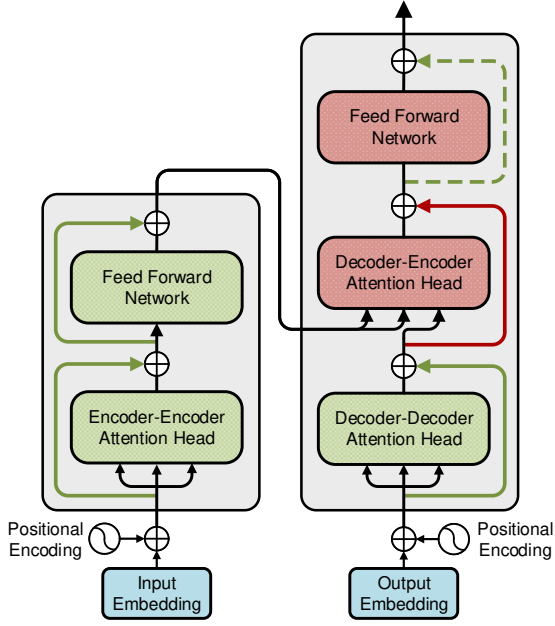 Feed Forward
Network
Decoder-Encoder
Attention Head
Feed Forward
Network
Encoder-Encoder
Attention Head
Decoder-Decoder
Attention Head
Positional
Encoding
Positional
Encoding
Input
Embedding
Output
Embedding